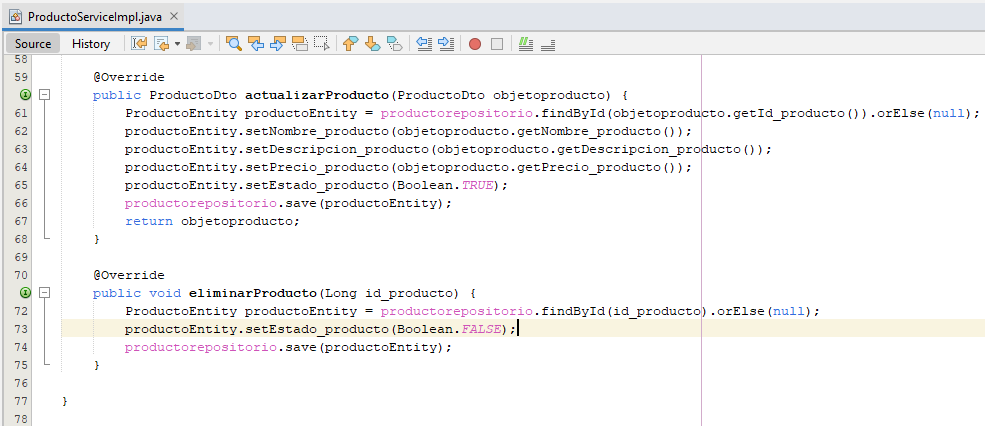 ProductoServiceImpl.java
Source History
58
59 @Override
public ProductoDto actualizarProducto(ProductoDto objetoproducto) {
61 ProductoEntity productoEntity = productorepositorio.findById(objetoproducto.getId_producto()).orElse(null);
62 productoEntity.setNombre_producto(objetoproducto.getNombre_producto());
63 productoEntity.setDescripcion_producto(objetoproducto.getDescripcion_producto());
64 productoEntity.setPrecio_producto(objetoproducto.getPrecio_producto());
65 productoEntity.setEstado_producto(Boolean.TRUE);
66 productorepositorio.save(productoEntity);
67 return objetoproducto;
68 }
69
70 @Override
public void eliminarProducto(Long id_producto) {
72 ProductoEntity productoEntity = productorepositorio.findById(id_producto).orElse(null);
73 productoEntity.setEstado_producto(Boolean.FALSE);
74 productorepositorio.save(productoEntity);
75 }
76
77 }
78